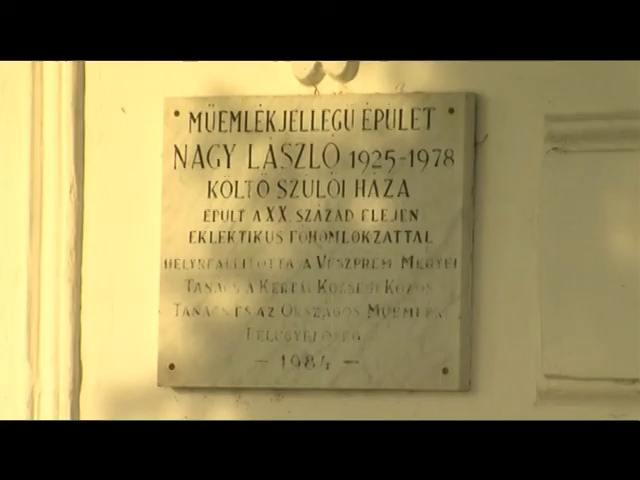 MŰEMLÉKJELLEGŰ ÉPÜLET
NAGY LÁSZLÓ 1925-1978
KÖLTŐ SZÜLŐI HÁZA
ÉPÜLT A XX. SZÁZAD ELEJÉN
EKLEKTIKUS FŐHOMLOKZATTAL
HELYREÁLLÍTOTTA A VESZPRÉM MEGYEI
TANÁCS A KERTAI KÖZSÉGI KÖZÖS
TANÁCS ÉS AZ ORSZÁGOS MŰEMLÉKI
FELÜGYELŐSÉG
- 1984 -